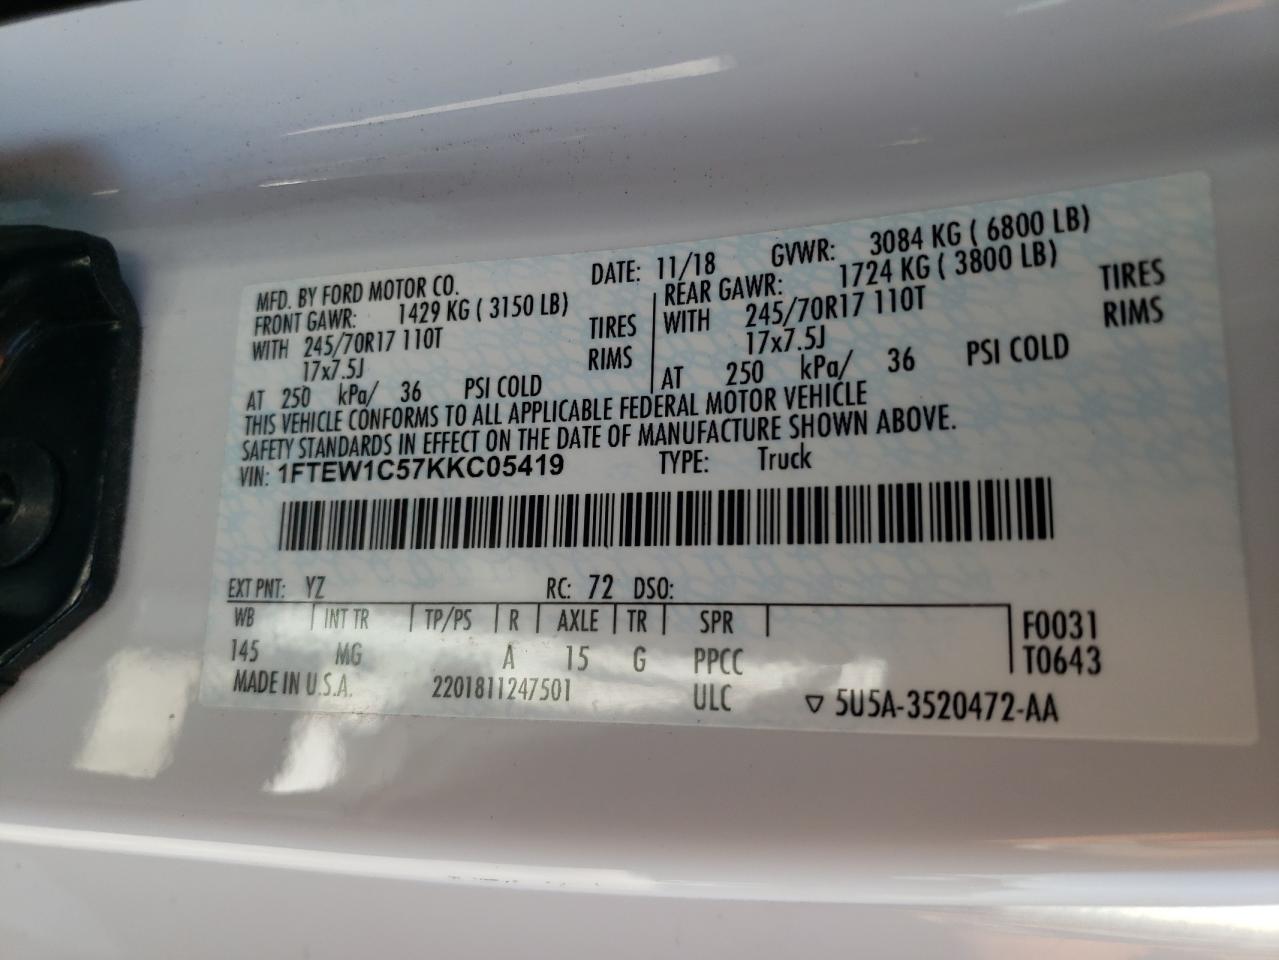 MFD. BY FORD MOTOR CO. DATE: 11/18 GVWR: 3084 KG ( 6800 LB)
FRONT GAWR: 1429 KG ( 3150 LB) REAR GAWR: 1724 KG ( 3800 LB)
WITH 245/70R17 110T TIRES WITH 245/70R17 110T TIRES
17x7.5J RIMS 17x7.5J RIMS
AT 250 kPa/ 36 PSI COLD AT 250 kPa/ 36 PSI COLD
THIS VEHICLE CONFORMS TO ALL APPLICABLE FEDERAL MOTOR VEHICLE
SAFETY STANDARDS IN EFFECT ON THE DATE OF MANUFACTURE SHOWN ABOVE.
VIN: 1FTEW1C57KKC05419 TYPE: Truck
EXT PNT: YZ RC: 72 DSO:
WB INT TR TP/PS R AXLE TR SPR F0031
145 MG A 15 G PPCC T0643
MADE IN U.S.A. 2201811247501 ULC ▽ 5U5A-3520472-AA